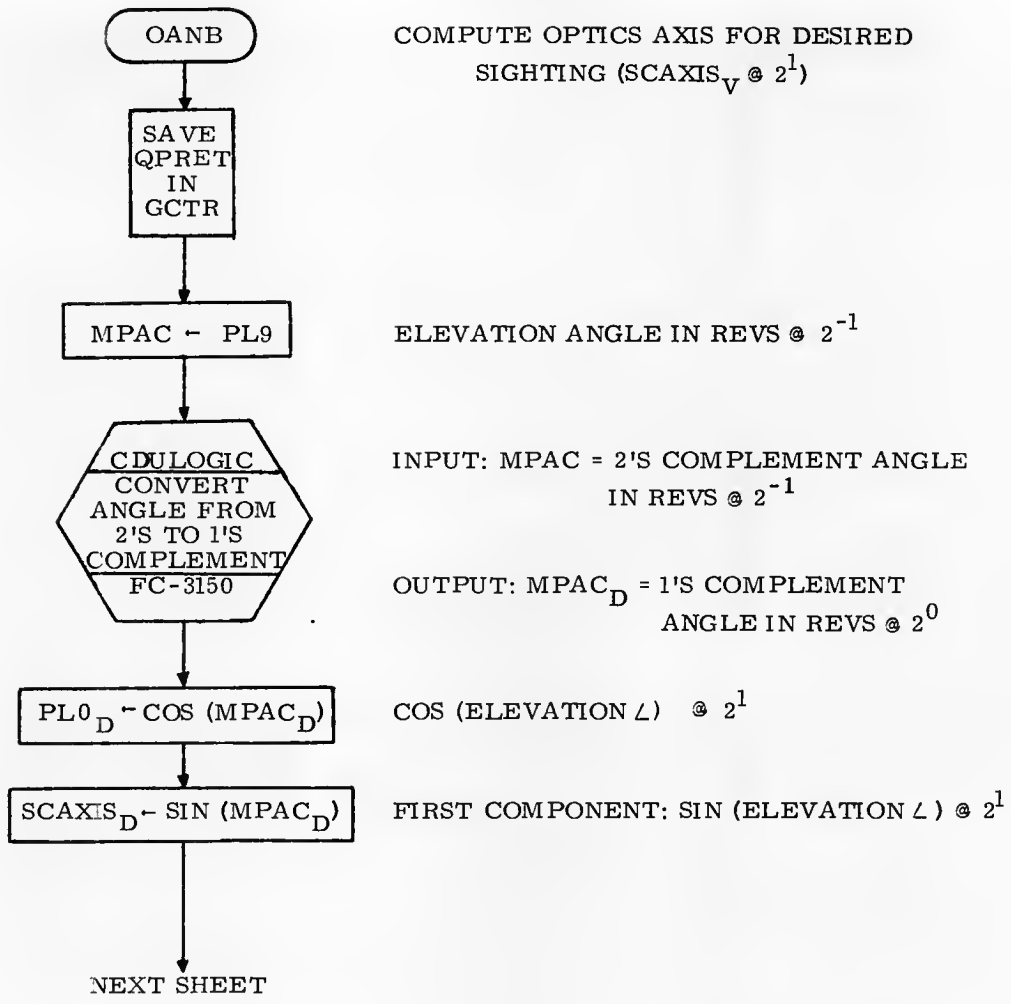 OANB
COMPUTE OPTICS AXIS FOR DESIRED
SIGHTING (SCAXIS_V @ 2^1)
SAVE
QPRET
IN
GCTR
MPAC ← PL9
ELEVATION ANGLE IN REVS @ 2^-1
CDULOGIC
CONVERT
ANGLE FROM
2'S TO 1'S
COMPLEMENT
FC-3150
INPUT: MPAC = 2'S COMPLEMENT ANGLE
IN REVS @ 2^-1
OUTPUT: MPAC_D = 1'S COMPLEMENT
ANGLE IN REVS @ 2^0
PL0_D ← COS (MPAC_D)
COS (ELEVATION ∠) @ 2^1
SCAXIS_D ← SIN (MPAC_D)
FIRST COMPONENT: SIN (ELEVATION ∠) @ 2^1
NEXT SHEET